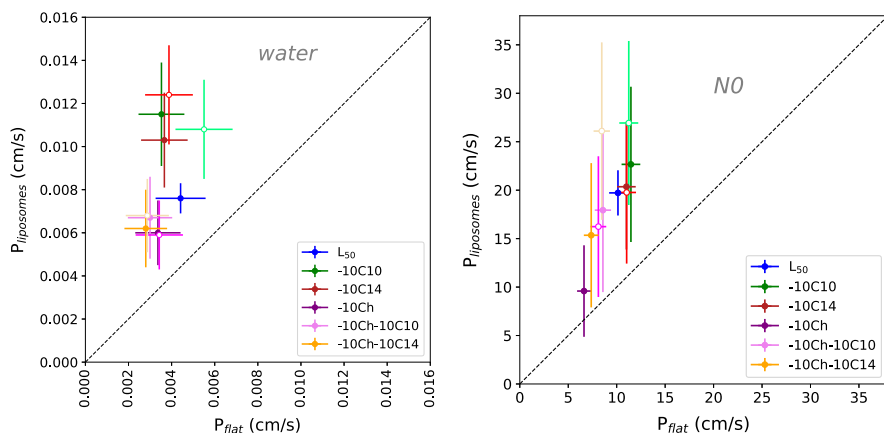 water
P_liposomes (cm/s)
0.016
0.014
0.012
0.010
0.008
0.006
0.004
0.002
0.000
0.000
0.002
0.004
0.006
0.008
0.010
0.012
0.014
0.016
P_flat (cm/s)
L_50
-10C10
-10C14
-10Ch
-10Ch-10C10
-10Ch-10C14
N0
P_liposomes (cm/s)
35
30
25
20
15
10
5
0
0
5
10
15
20
25
30
35
P_flat (cm/s)
L_50
-10C10
-10C14
-10Ch
-10Ch-10C10
-10Ch-10C14